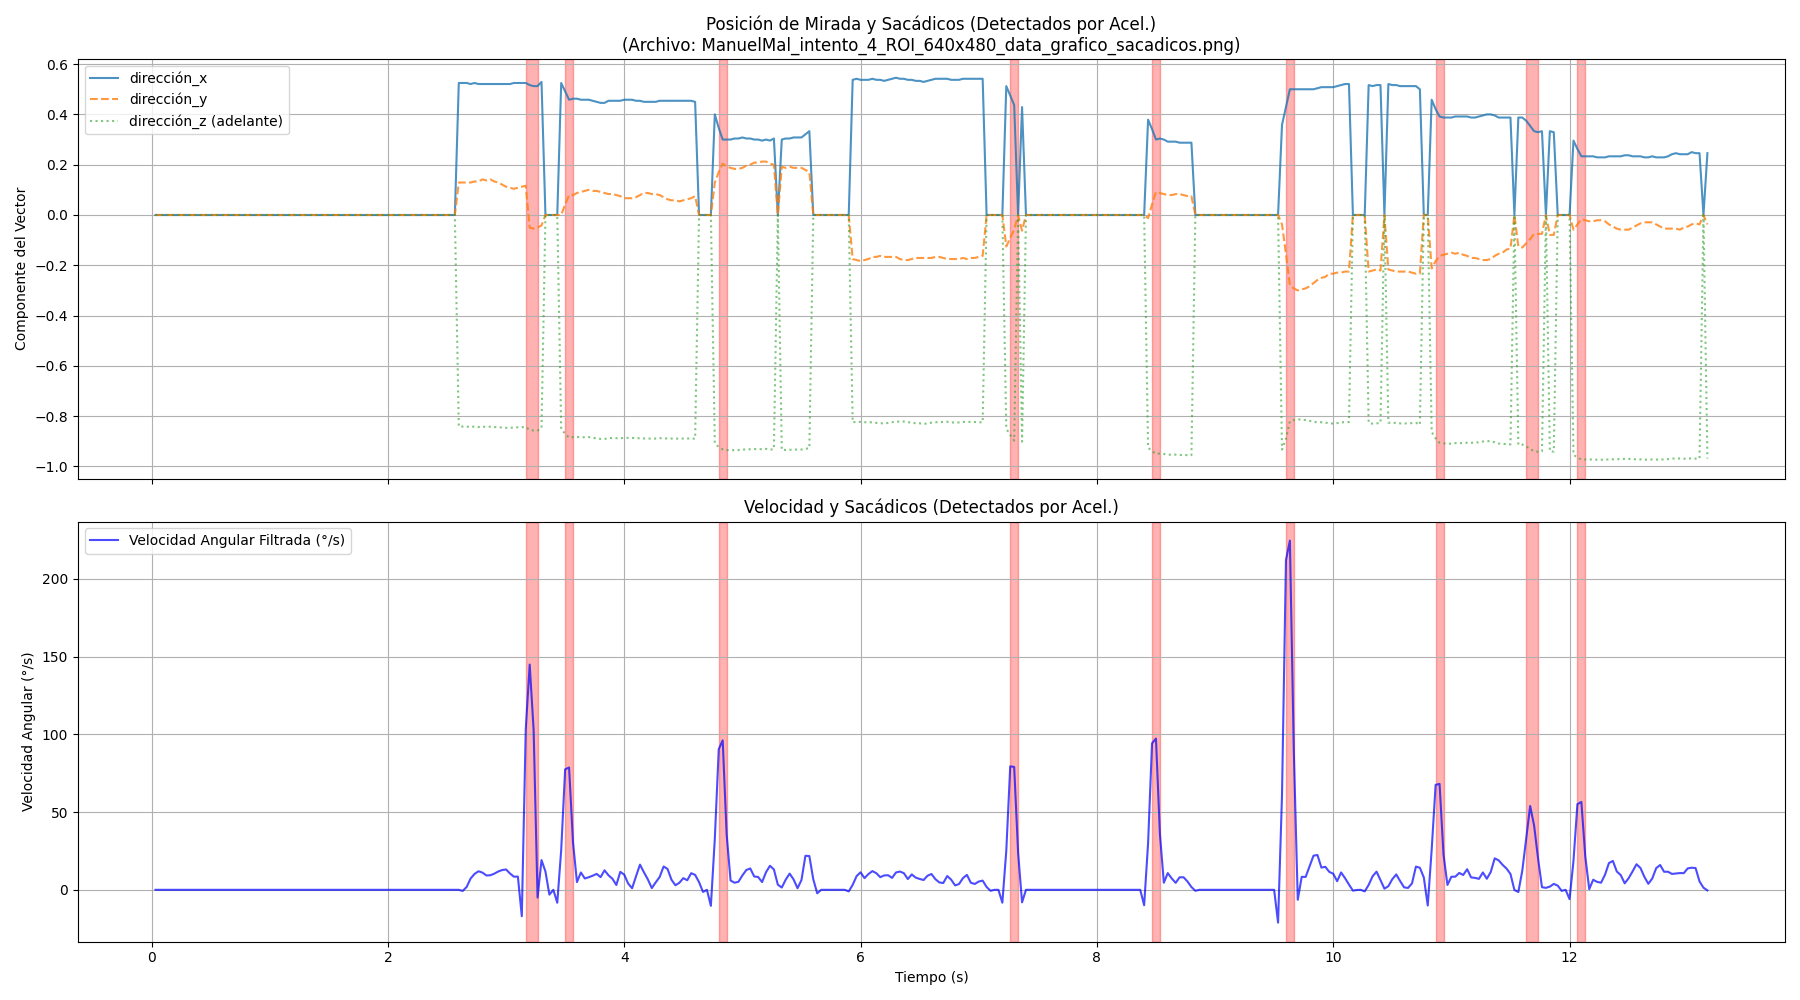 Posición de Mirada y Sacádicos (Detectados por Acel.)
(Archivo: ManuelMal_intento_4_ROI_640x480_data_grafico_sacadicos.png)
dirección_x
dirección_y
dirección_z (adelante)
Componente del Vector
0.6
0.4
0.2
0.0
−0.2
−0.4
−0.6
−0.8
−1.0
Velocidad y Sacádicos (Detectados por Acel.)
Velocidad Angular Filtrada (°/s)
Velocidad Angular (°/s)
200
150
100
50
0
0 2 4 6 8 10 12
Tiempo (s)